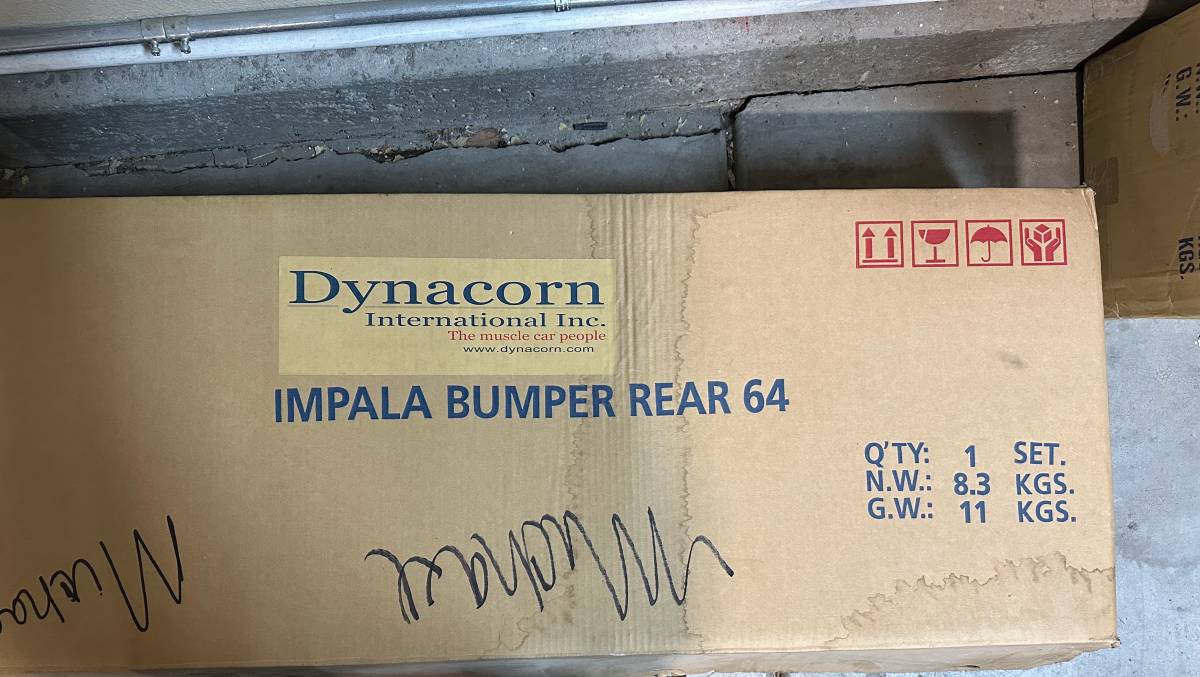 Dynacorn
International Inc.
The muscle car people
www.dynacorn.com
IMPALA BUMPER REAR 64
Q'TY: 1 SET.
N.W.: 8.3 KGS.
G.W.: 11 KGS.
Michael
G.W.:
KGS.